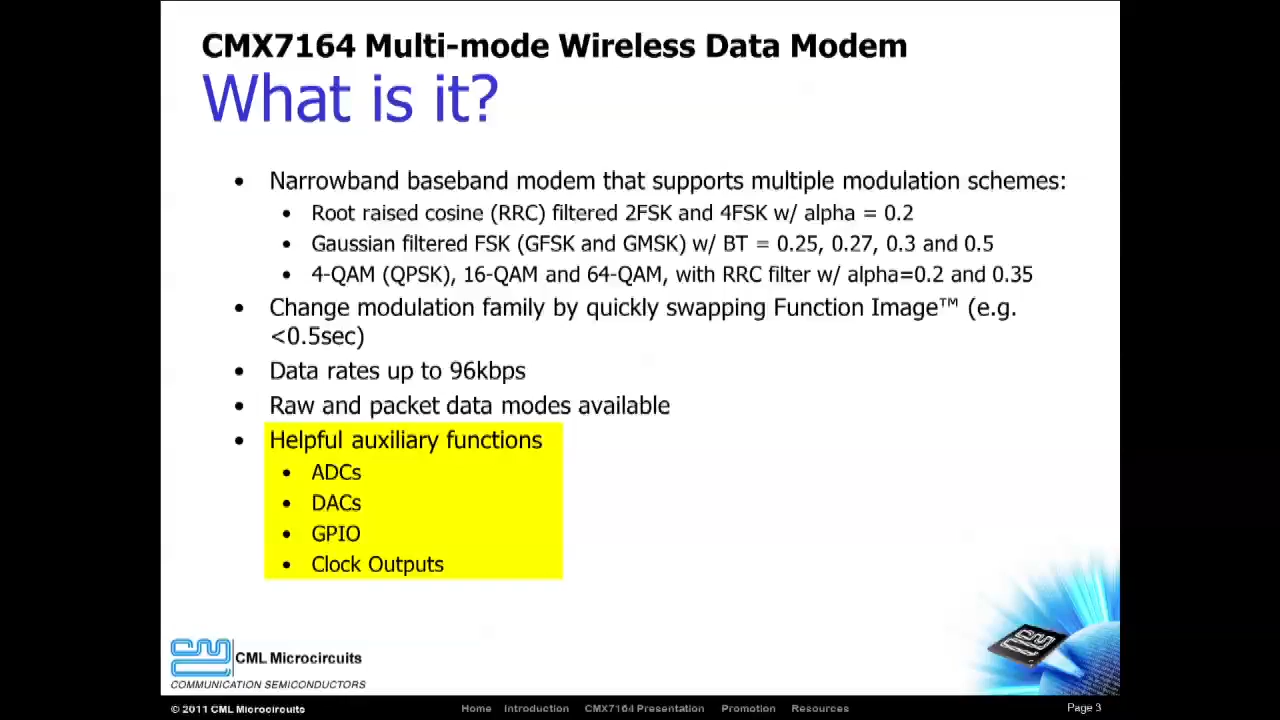 CMX7164 Multi-mode Wireless Data Modem
What is it?
• Narrowband baseband modem that supports multiple modulation schemes:
• Root raised cosine (RRC) filtered 2FSK and 4FSK w/ alpha = 0.2
• Gaussian filtered FSK (GFSK and GMSK) w/ BT = 0.25, 0.27, 0.3 and 0.5
• 4-QAM (QPSK), 16-QAM and 64-QAM, with RRC filter w/ alpha=0.2 and 0.35
• Change modulation family by quickly swapping Function Image™ (e.g.
<0.5sec)
• Data rates up to 96kbps
• Raw and packet data modes available
• Helpful auxiliary functions
• ADCs
• DACs
• GPIO
• Clock Outputs
CML Microcircuits
COMMUNICATION SEMICONDUCTORS
© 2011 CML Microcircuits
Home Introduction CMX7164 Presentation Promotion Resources
Page 3